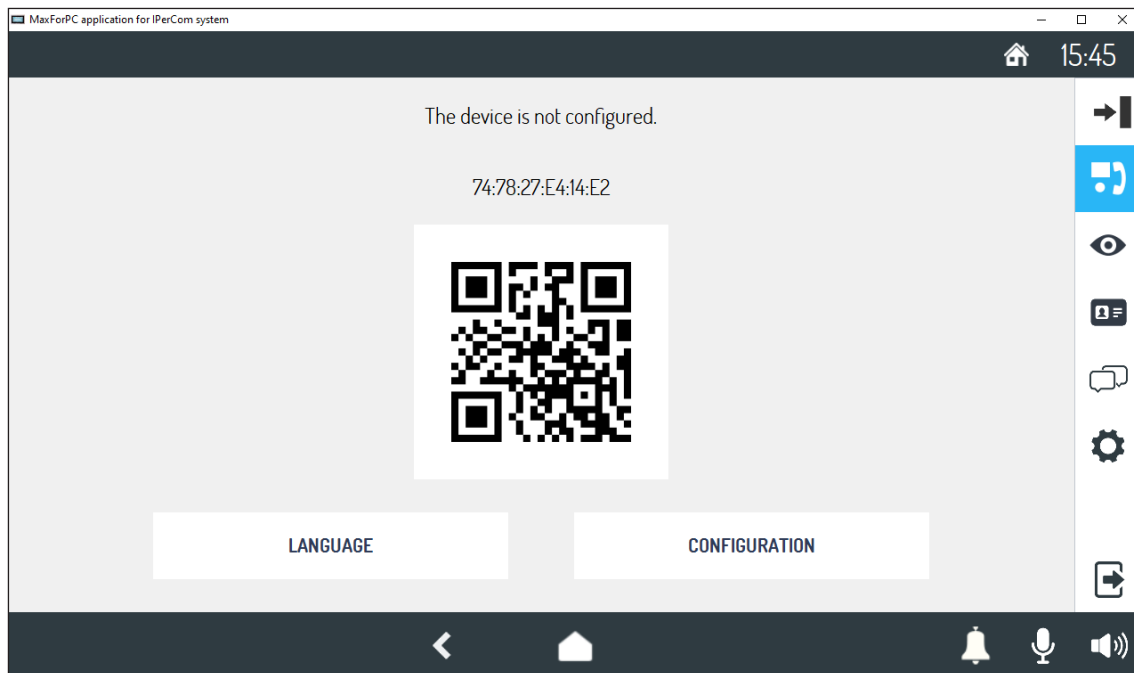 MaxForPC application for IPerCom system
15:45
The device is not configured.
74:78:27:E4:14:E2
LANGUAGE
CONFIGURATION